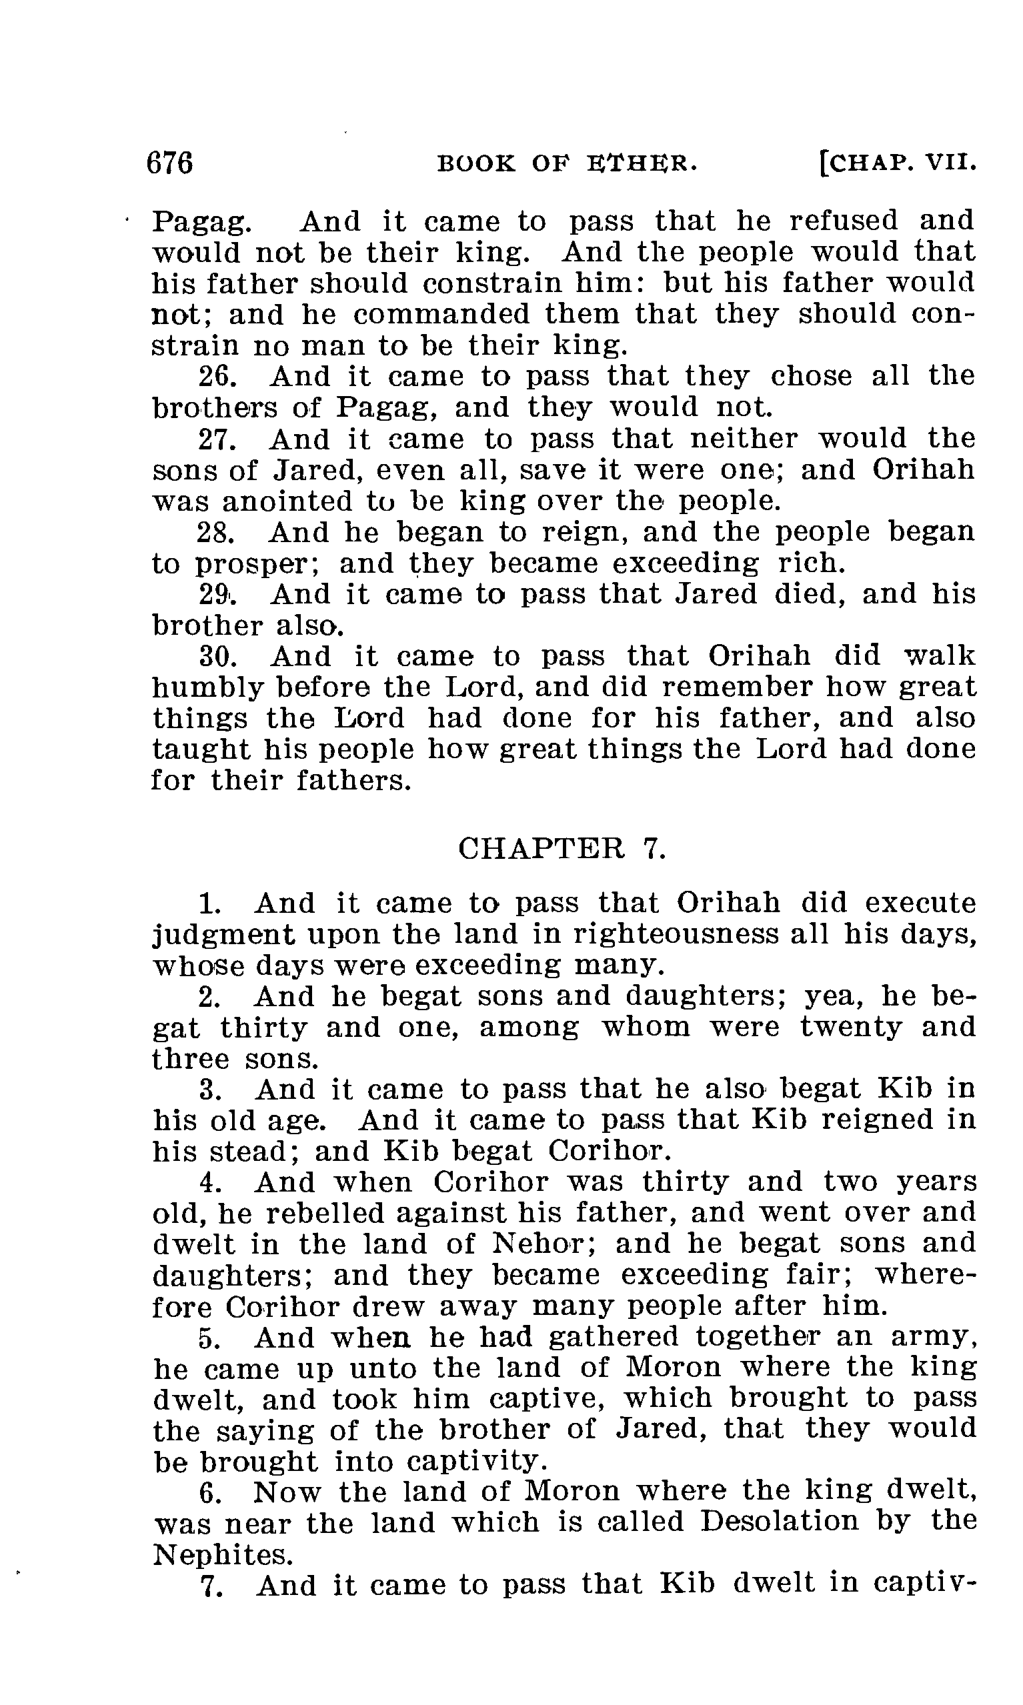 676 BOOK OF ETHER. [CHAP. VII.
Pagag. And it came to pass that he refused and
would not be their king. And the people would that
his father should constrain him: but his father would
not; and he commanded them that they should con-
strain no man to be their king.
26. And it came to pass that they chose all the
brothers of Pagag, and they would not.
27. And it came to pass that neither would the
sons of Jared, even all, save it were one; and Orihah
was anointed to be king over the people.
28. And he began to reign, and the people began
to prosper; and they became exceeding rich.
29. And it came to pass that Jared died, and his
brother also.
30. And it came to pass that Orihah did walk
humbly before the Lord, and did remember how great
things the Lord had done for his father, and also
taught his people how great things the Lord had done
for their fathers.
CHAPTER 7.
1. And it came to pass that Orihah did execute
judgment upon the land in righteousness all his days,
whose days were exceeding many.
2. And he begat sons and daughters; yea, he be-
gat thirty and one, among whom were twenty and
three sons.
3. And it came to pass that he also begat Kib in
his old age. And it came to pass that Kib reigned in
his stead; and Kib begat Corihor.
4. And when Corihor was thirty and two years
old, he rebelled against his father, and went over and
dwelt in the land of Nehor; and he begat sons and
daughters; and they became exceeding fair; where-
fore Corihor drew away many people after him.
5. And when he had gathered together an army,
he came up unto the land of Moron where the king
dwelt, and took him captive, which brought to pass
the saying of the brother of Jared, that they would
be brought into captivity.
6. Now the land of Moron where the king dwelt,
was near the land which is called Desolation by the
Nephites.
7. And it came to pass that Kib dwelt in captiv-